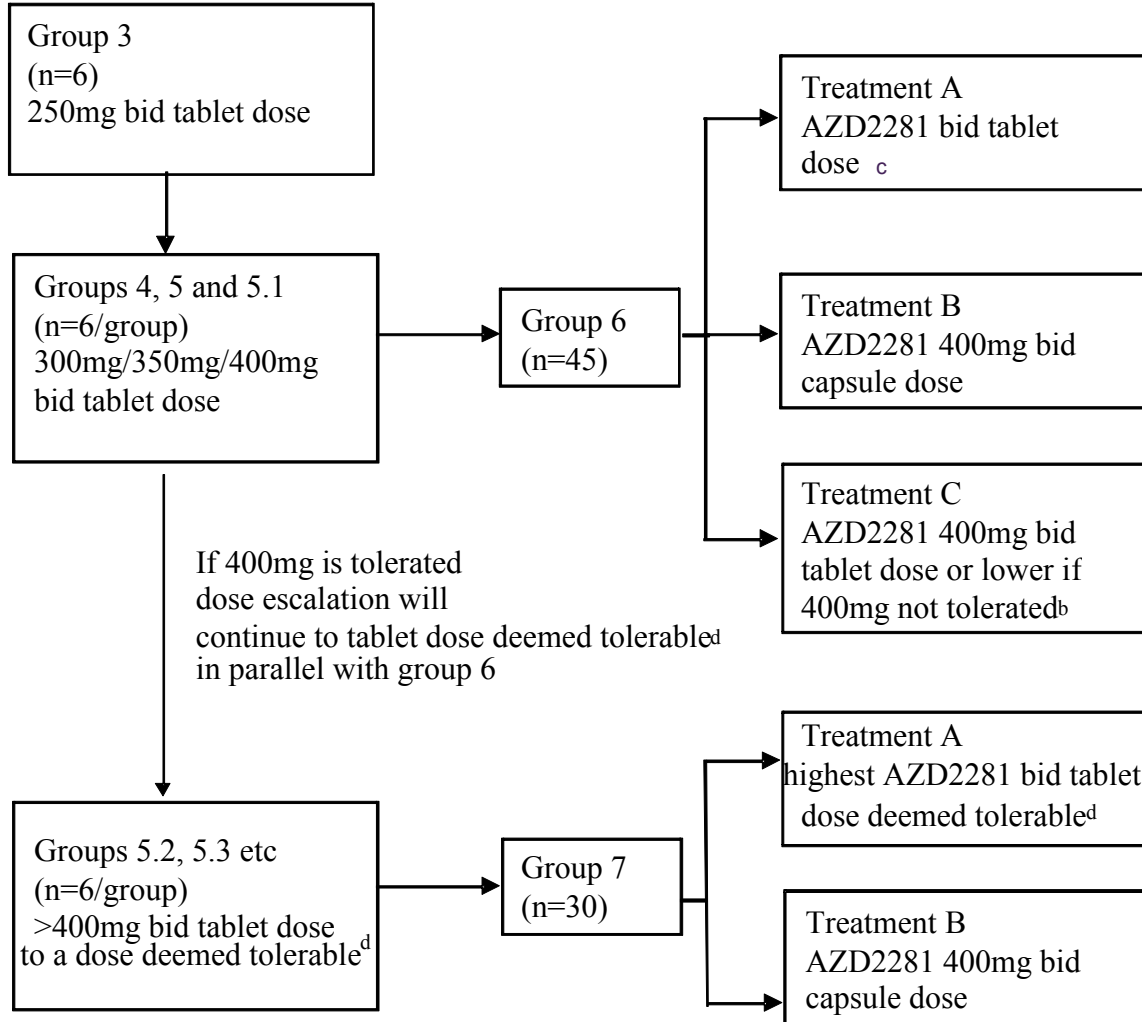 Group 3
(n=6)
250mg bid tablet dose
Groups 4, 5 and 5.1
(n=6/group)
300mg/350mg/400mg
bid tablet dose
Group 6
(n=45)
Treatment A
AZD2281 bid tablet
dose c
Treatment B
AZD2281 400mg bid
capsule dose
Treatment C
AZD2281 400mg bid
tablet dose or lower if
400mg not toleratedb
If 400mg is tolerated
dose escalation will
continue to tablet dose deemed tolerabled
in parallel with group 6
Groups 5.2, 5.3 etc
(n=6/group)
>400mg bid tablet dose
to a dose deemed tolerabled
Group 7
(n=30)
Treatment A
highest AZD2281 bid tablet
dose deemed tolerabled
Treatment B
AZD2281 400mg bid
capsule dose